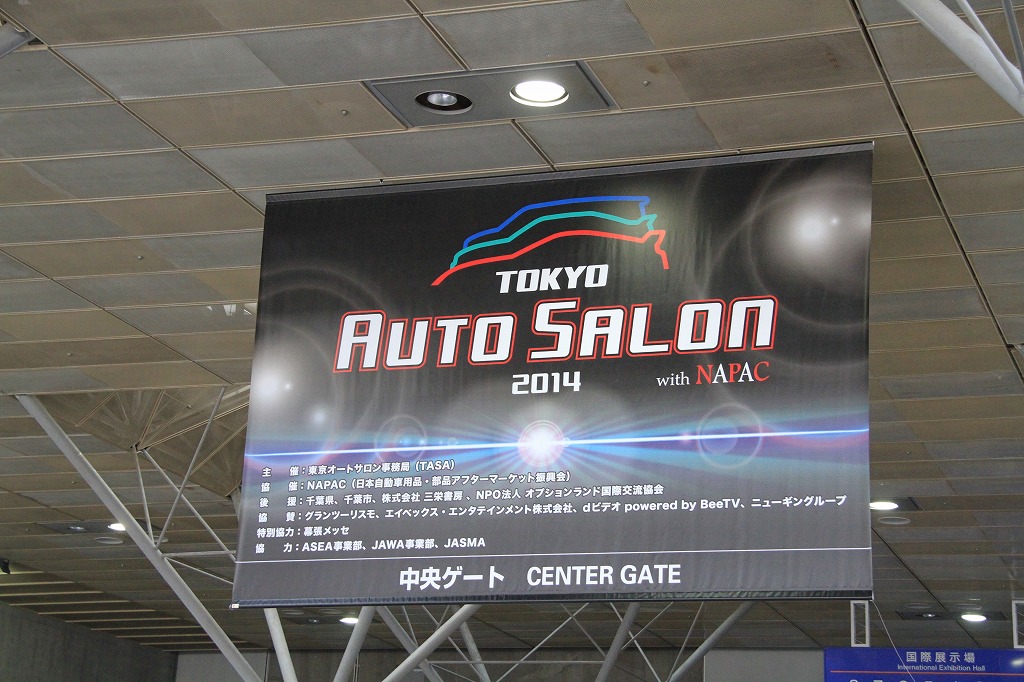 TOKYO
AUTO SALON
2014
with NAPAC
主　催：東京オートサロン事務局（TASA）
協　催：NAPAC（日本自動車用品・部品アフターマーケット振興会）
後　援：千葉県、千葉市、株式会社 三栄書房 、NPO法人 オプションランド国際交流協会
協　賛：グランツーリスモ、エイベックス・エンタテインメント株式会社、dビデオ powered by BeeTV、ニューギングループ
特別協力：幕張メッセ
協　力：ASEA事業部、JAWA事業部、JASMA
中央ゲート　CENTER GATE
国際展示場
International Exhibition Hall